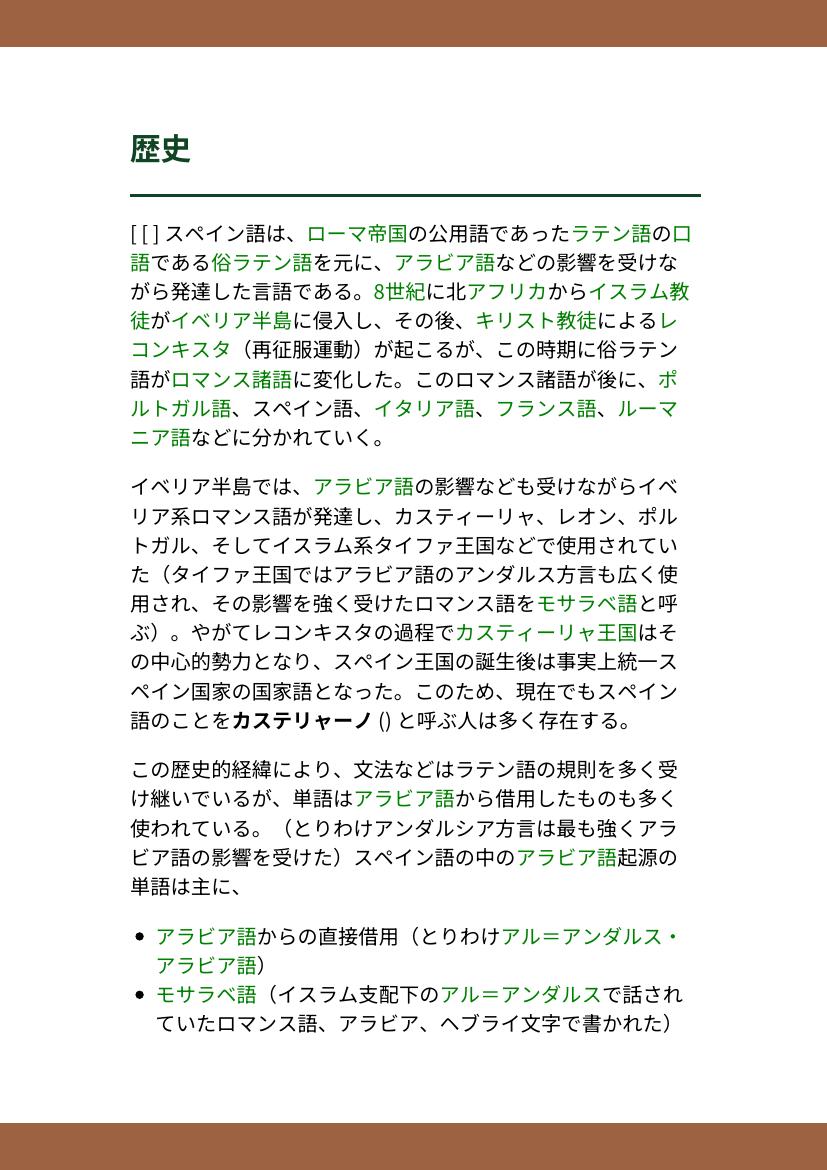 歴史
[ [ ] スペイン語は、ローマ帝国の公用語であったラテン語の口
語である俗ラテン語を元に、アラビア語などの影響を受けな
がら発達した言語である。8世紀に北アフリカからイスラム教
徒がイベリア半島に侵入し、その後、キリスト教徒によるレ
コンキスタ（再征服運動）が起こるが、この時期に俗ラテン
語がロマンス諸語に変化した。このロマンス諸語が後に、ポ
ルトガル語、スペイン語、イタリア語、フランス語、ルーマ
ニア語などに分かれていく。
イベリア半島では、アラビア語の影響なども受けながらイベ
リア系ロマンス語が発達し、カスティーリャ、レオン、ポル
トガル、そしてイスラム系タイファ王国などで使用されてい
た（タイファ王国ではアラビア語のアンダルス方言も広く使
用され、その影響を強く受けたロマンス語をモサラベ語と呼
ぶ）。やがてレコンキスタの過程でカスティーリャ王国はそ
の中心的勢力となり、スペイン王国の誕生後は事実上統一ス
ペイン国家の国家語となった。このため、現在でもスペイン
語のことをカステリャーノ () と呼ぶ人は多く存在する。
この歴史的経緯により、文法などはラテン語の規則を多く受
け継いでいるが、単語はアラビア語から借用したものも多く
使われている。（とりわけアンダルシア方言は最も強くアラ
ビア語の影響を受けた）スペイン語の中のアラビア語起源の
単語は主に、
• アラビア語からの直接借用（とりわけアル＝アンダルス・
アラビア語）
• モサラベ語（イスラム支配下のアル＝アンダルスで話され
ていたロマンス語、アラビア、ヘブライ文字で書かれた）